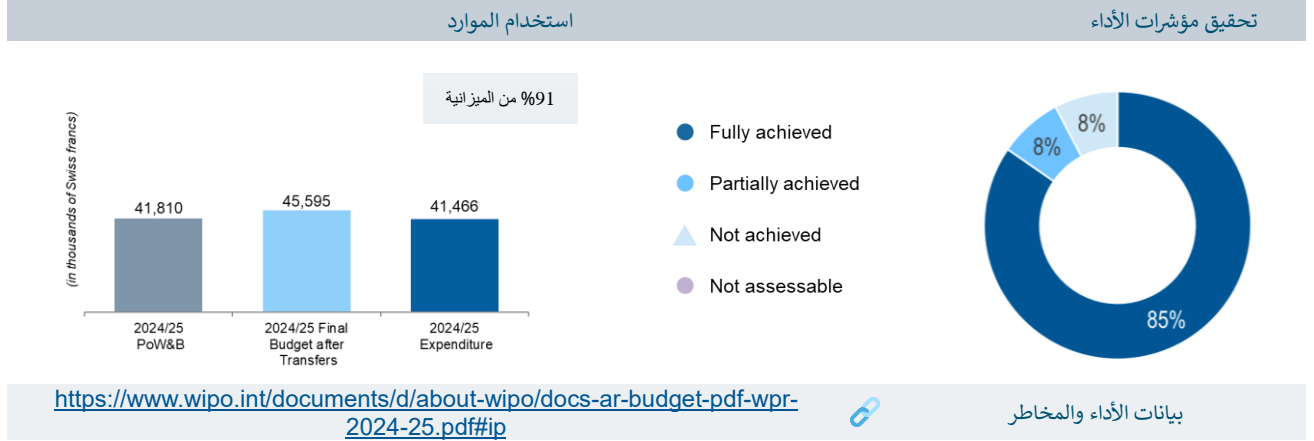 تحقيق مؤشرات الأداء
استخدام الموارد
85%
8%
8%
Fully achieved
Partially achieved
Not achieved
Not assessable
91% من الميزانية
(in thousands of Swiss francs)
41,810
45,595
41,466
2024/25
PoW&B
2024/25 Final
Budget after
Transfers
2024/25
Expenditure
بيانات الأداء والمخاطر
https://www.wipo.int/documents/d/about-wipo/docs-ar-budget-pdf-wpr-
2024-25.pdf#ip